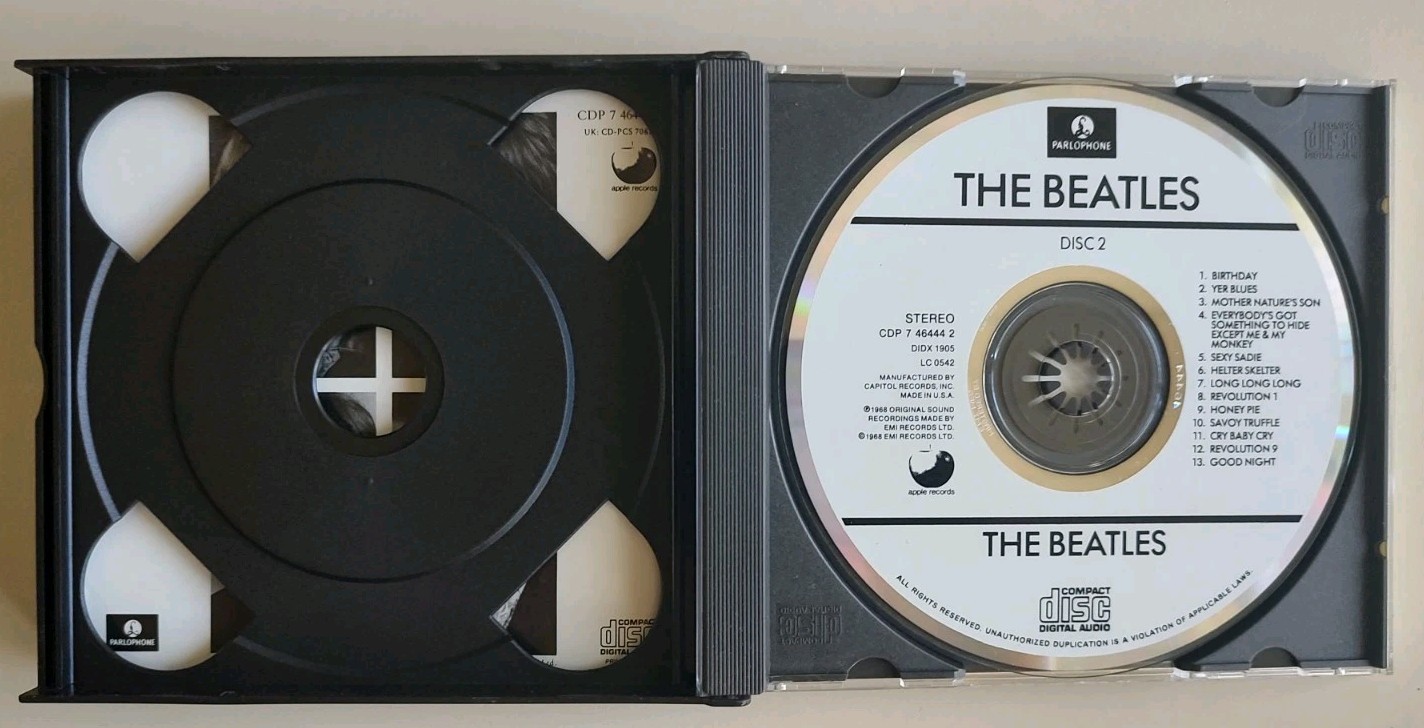 CDP 7 464
UK: CD-PCS 706
apple records
PARLOPHONE
COMPAC
disc
DIGITAL
PARLOPHONE
THE BEATLES
DISC 2
STEREO
CDP 7 46444 2
DIDX 1905
LC 0542
MANUFACTURED BY
CAPITOL RECORDS, INC.
MADE IN U.S.A.
℗1968 ORIGINAL SOUND
RECORDINGS MADE BY
EMI RECORDS LTD.
©1968 EMI RECORDS LTD.
apple records
1. BIRTHDAY
2. YER BLUES
3. MOTHER NATURE'S SON
4. EVERYBODY'S GOT
SOMETHING TO HIDE
EXCEPT ME & MY
MONKEY
5. SEXY SADIE
6. HELTER SKELTER
7. LONG LONG LONG
8. REVOLUTION 1
9. HONEY PIE
10. SAVOY TRUFFLE
11. CRY BABY CRY
12. REVOLUTION 9
13. GOOD NIGHT
THE BEATLES
COMPACT
disc
DIGITAL AUDIO
ALL RIGHTS RESERVED. UNAUTHORIZED DUPLICATION IS A VIOLATION OF APPLICABLE LAWS.
COMPACT
disc
DIGITAL AUDIO